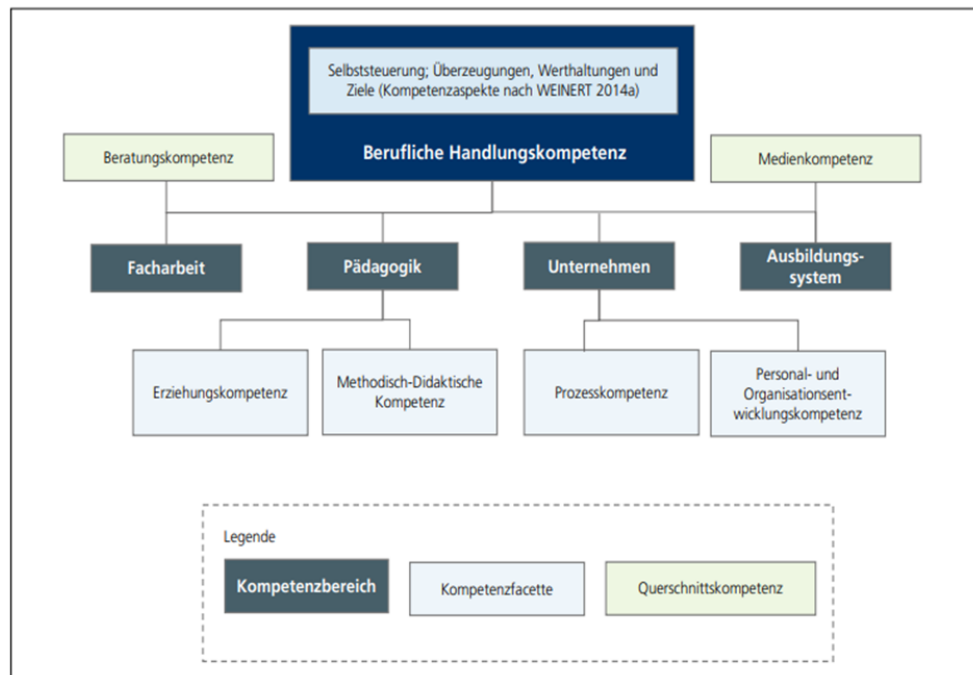 Selbststeuerung; Überzeugungen, Werthaltungen und
Ziele (Kompetenzaspekte nach WEINERT 2014a)
Berufliche Handlungskompetenz
Beratungskompetenz
Medienkompetenz
Facharbeit
Pädagogik
Unternehmen
Ausbildungs-
system
Erziehungskompetenz
Methodisch-Didaktische
Kompetenz
Prozesskompetenz
Personal- und
Organisationsent-
wicklungskompetenz
Legende
Kompetenzbereich
Kompetenzfacette
Querschnittskompetenz